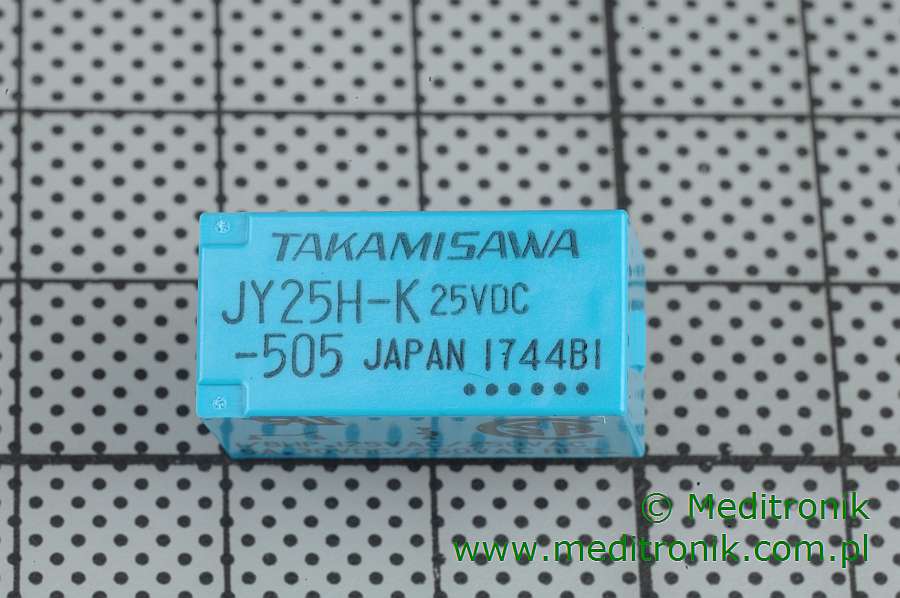 TAKAMISAWA
JY25H-K 25VDC
-505 JAPAN 1744B1
© Meditronik
www.meditronik.com.pl